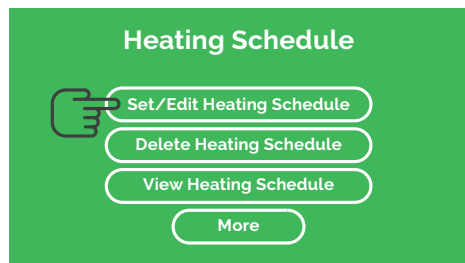 Heating Schedule
Set/Edit Heating Schedule
Delete Heating Schedule
View Heating Schedule
More